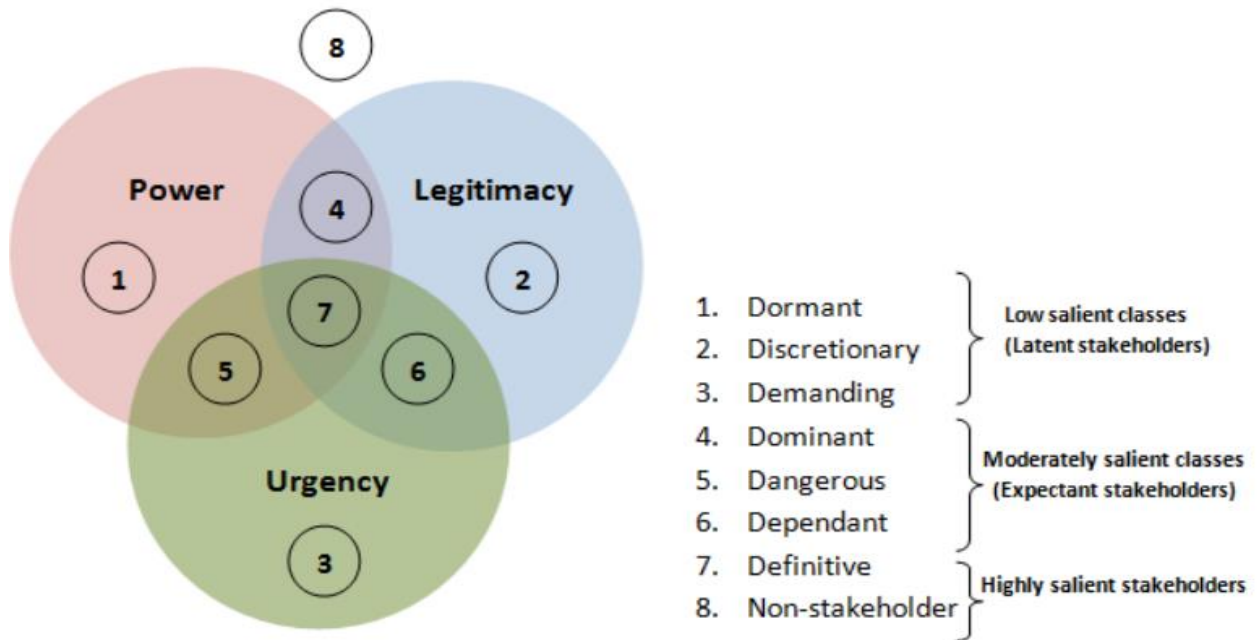 8
Power
Legitimacy
4
1
2
7
5
6
Urgency
3
1. Dormant
2. Discretionary
3. Demanding
4. Dominant
5. Dangerous
6. Dependant
7. Definitive
8. Non-stakeholder
Low salient classes
(Latent stakeholders)
Moderately salient classes
(Expectant stakeholders)
Highly salient stakeholders